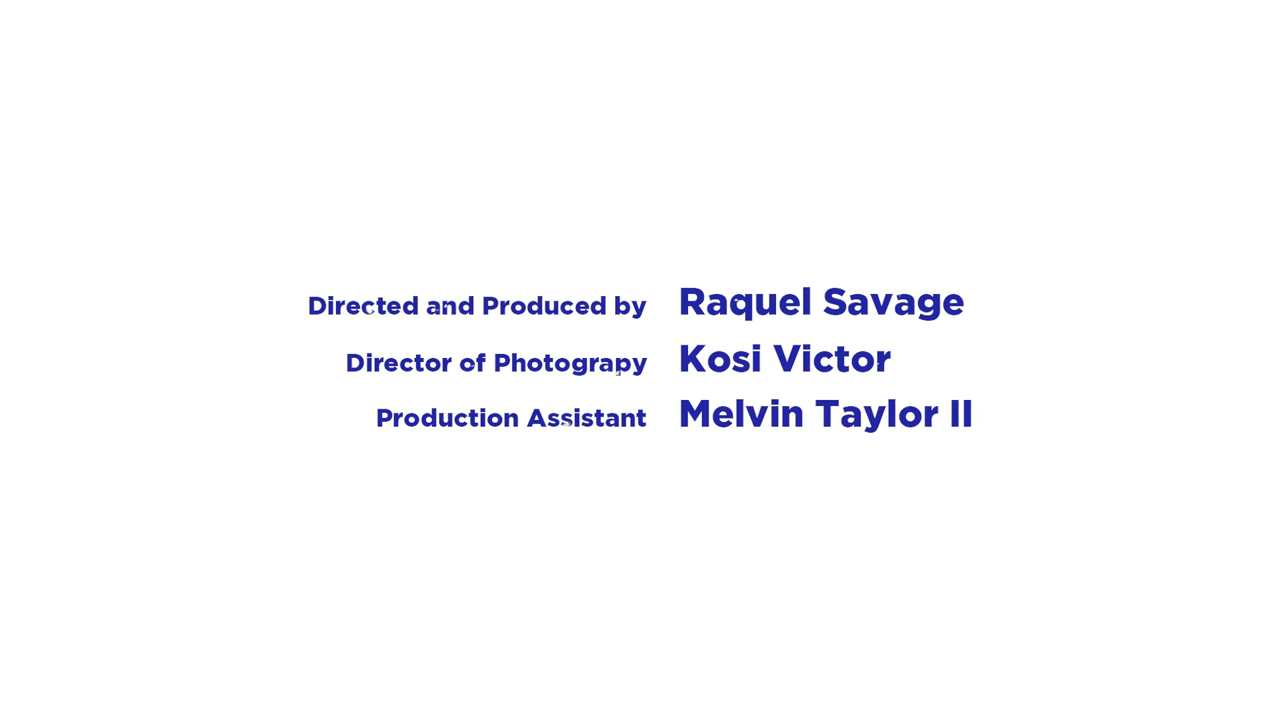 Directed and Produced by Raquel Savage
Director of Photograpy Kosi Victor
Production Assistant Melvin Taylor II